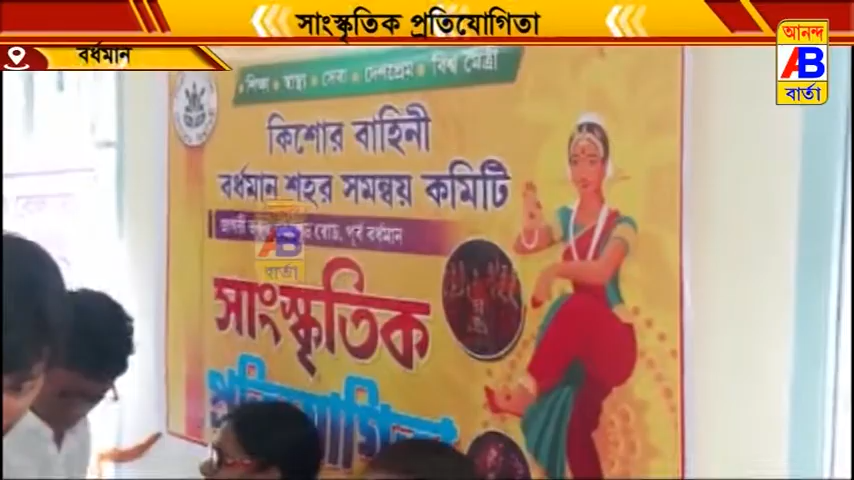 সাংস্কৃতিক প্রতিযোগিতা
বর্ধমান
আনন্দ
AB
বার্তা
শিক্ষা • স্বাস্থ্য • সেবা • দেশপ্রেম • বিশ্ব মৈত্রী
কিশোর বাহিনী
বর্ধমান শহর সমন্বয় কমিটি
রোড, পূর্ব বর্ধমান
AB
বার্তা
সাংস্কৃতিক